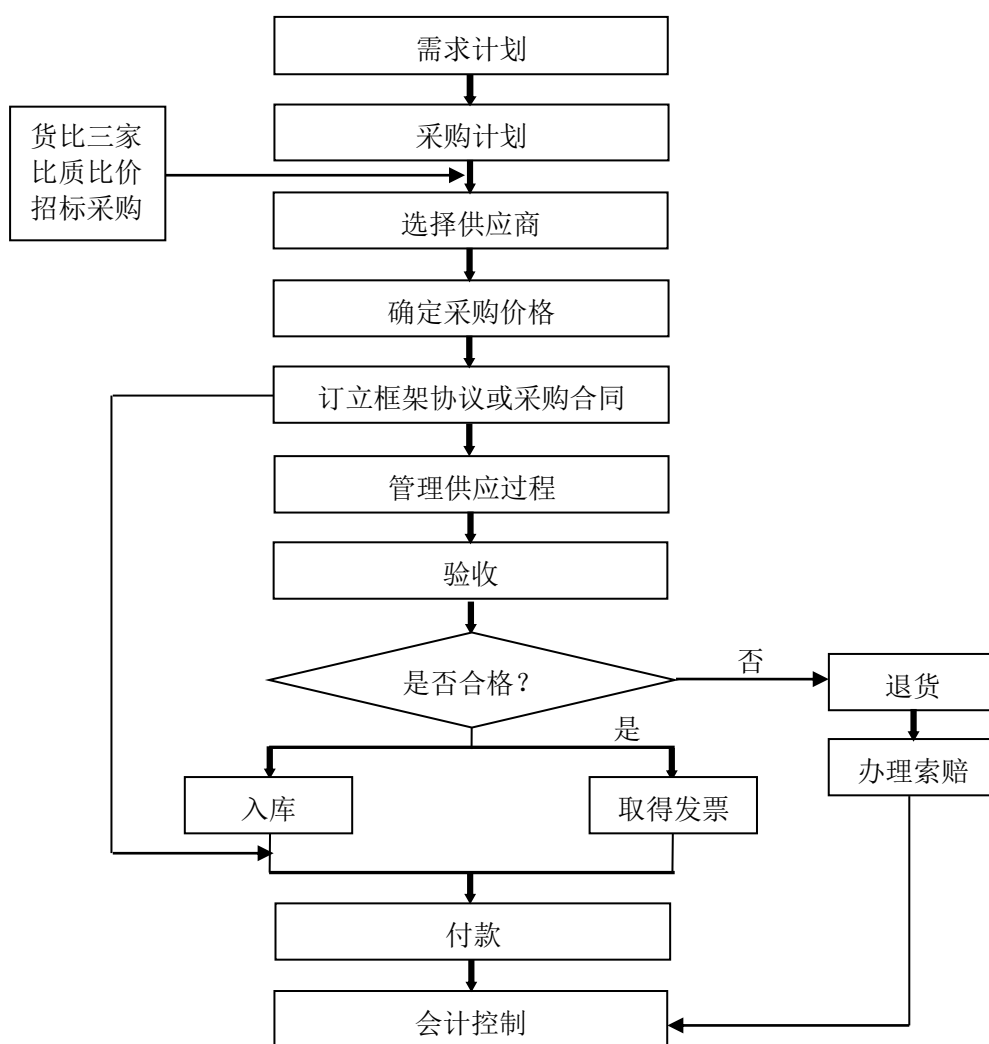 需求计划
货比三家
比质比价
招标采购
采购计划
选择供应商
确定采购价格
订立框架协议或采购合同
管理供应过程
验收
是否合格？
否
退货
是
办理索赔
入库
取得发票
付款
会计控制